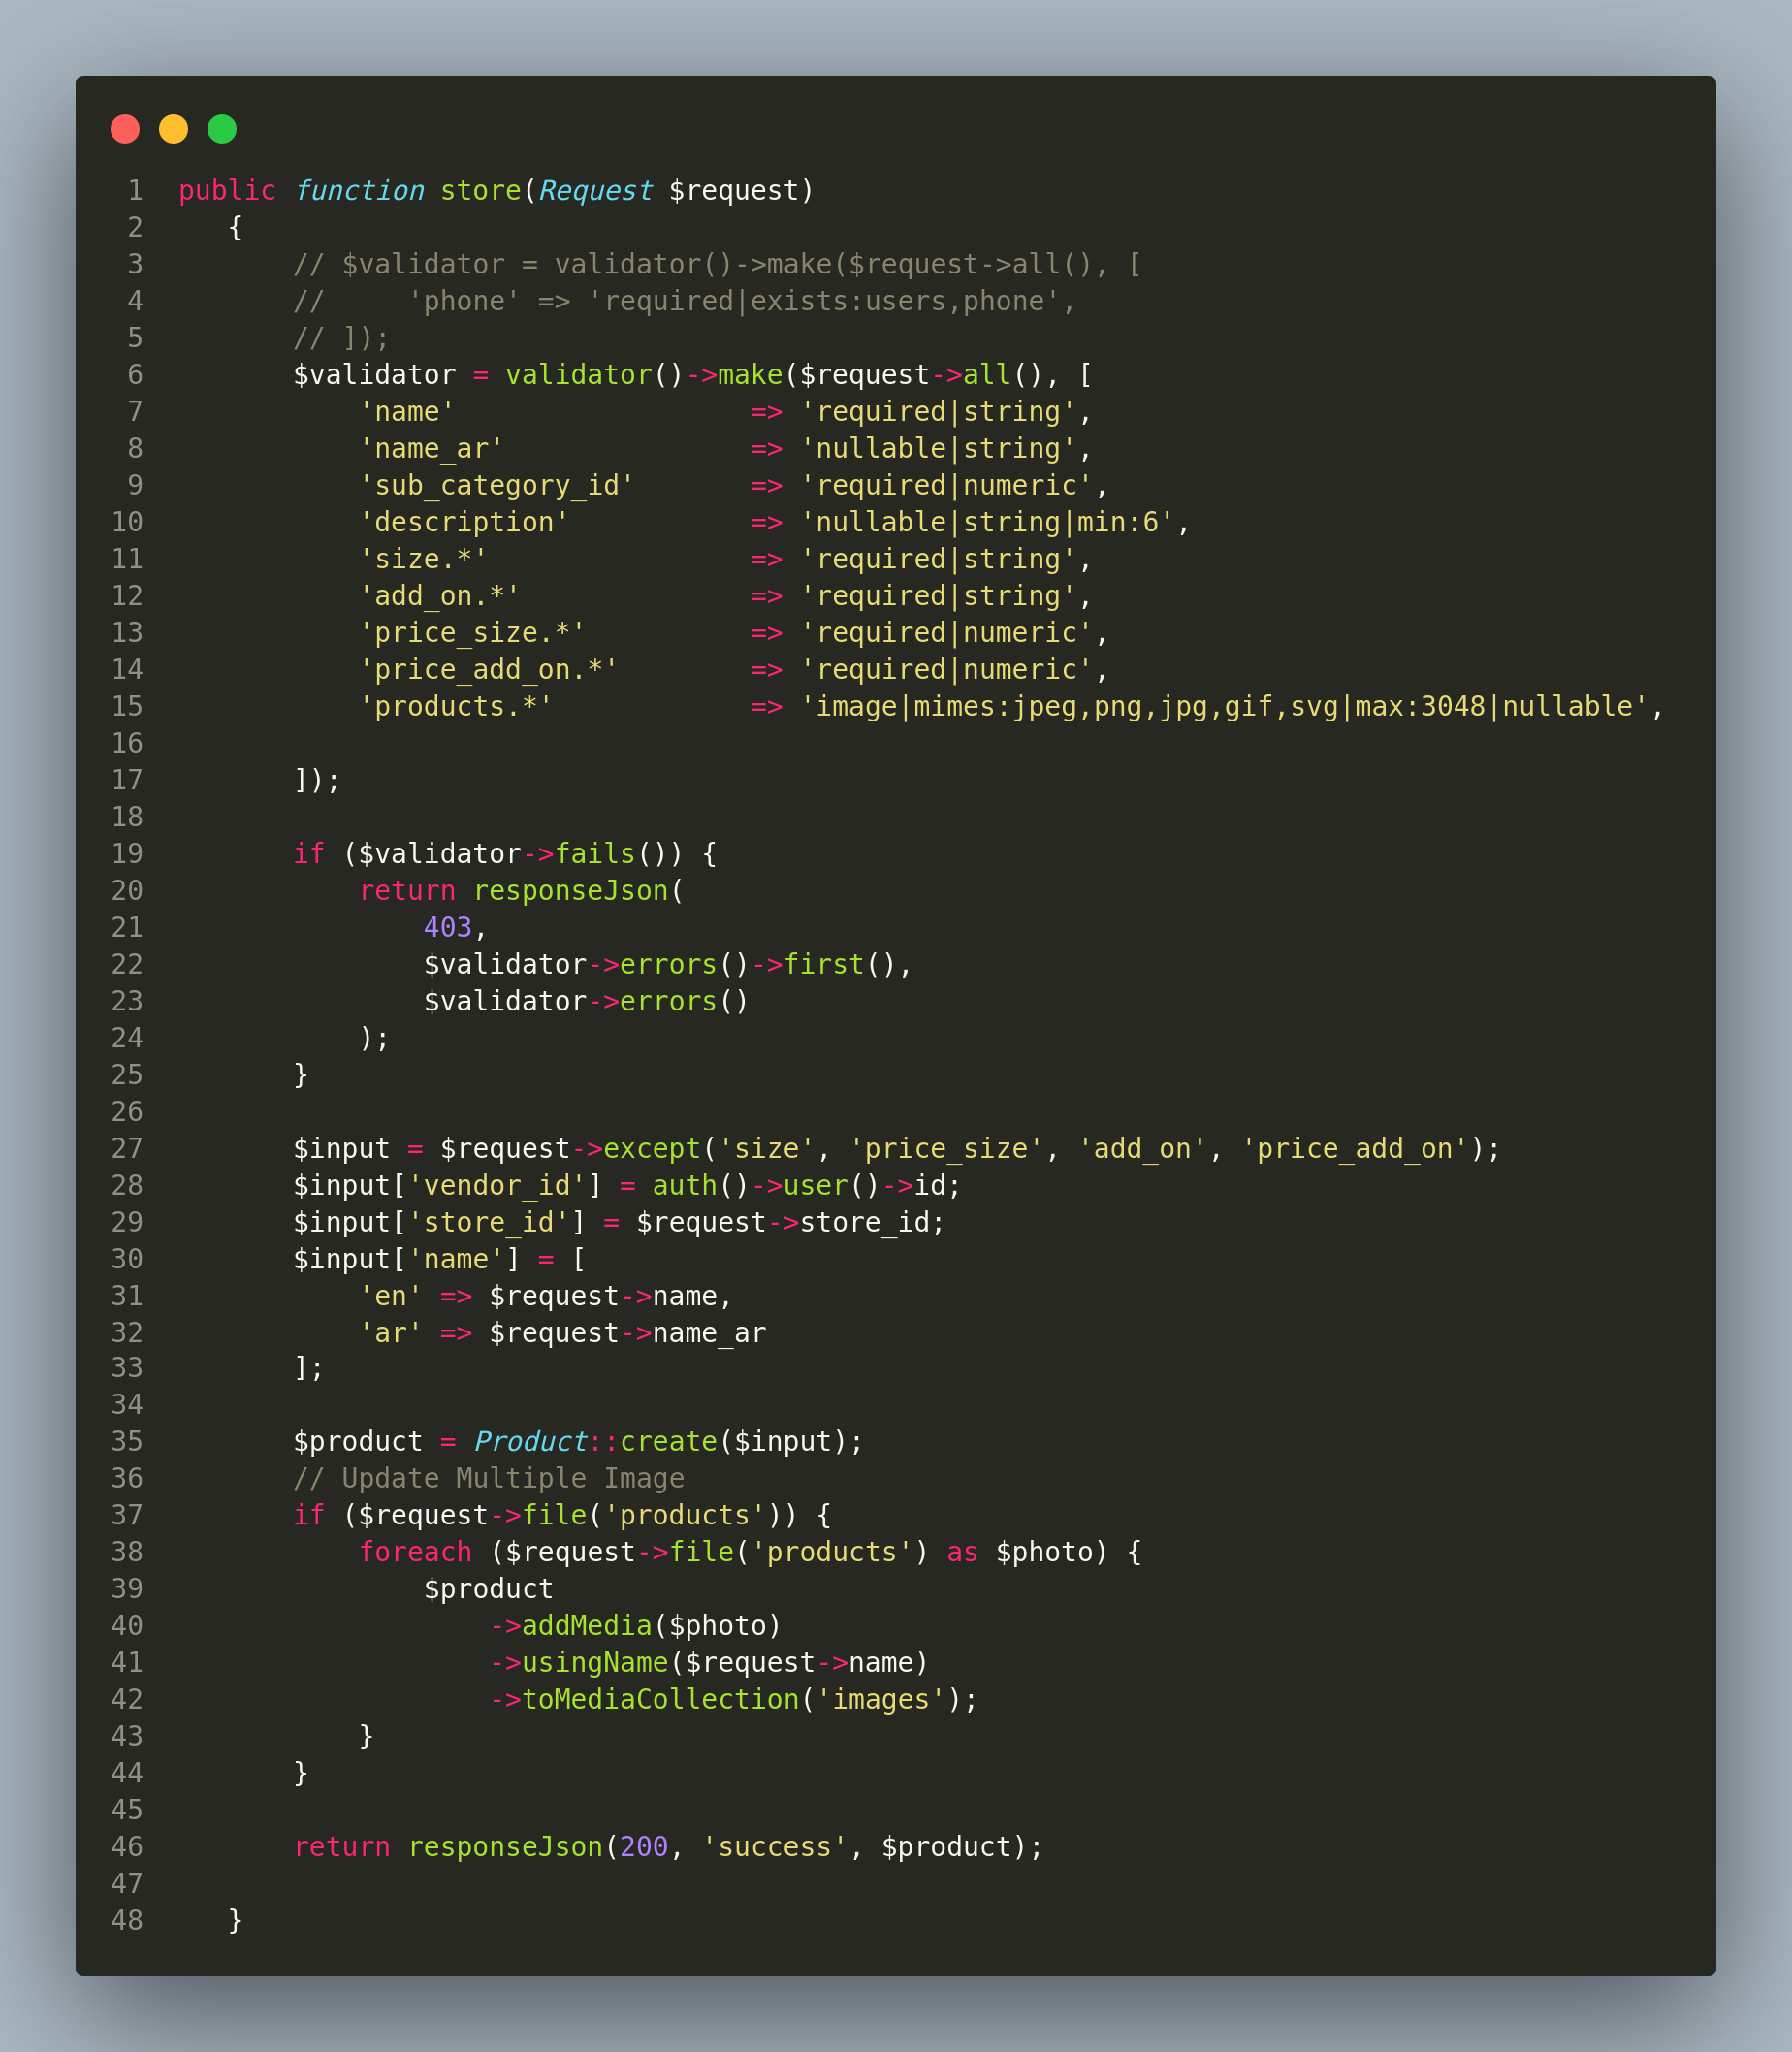 1 public function store(Request $request)
2    {
3        // $validator = validator()->make($request->all(), [
4        //     'phone' => 'required|exists:users,phone',
5        // ]);
6        $validator = validator()->make($request->all(), [
7            'name'                  => 'required|string',
8            'name_ar'               => 'nullable|string',
9            'sub_category_id'       => 'required|numeric',
10            'description'           => 'nullable|string|min:6',
11            'size.*'                => 'required|string',
12            'add_on.*'              => 'required|string',
13            'price_size.*'          => 'required|numeric',
14            'price_add_on.*'        => 'required|numeric',
15            'products.*'            => 'image|mimes:jpeg,png,jpg,gif,svg|max:3048|nullable',
16
17        ]);
18
19        if ($validator->fails()) {
20            return responseJson(
21                403,
22                $validator->errors()->first(),
23                $validator->errors()
24            );
25        }
26
27        $input = $request->except('size', 'price_size', 'add_on', 'price_add_on');
28        $input['vendor_id'] = auth()->user()->id;
29        $input['store_id'] = $request->store_id;
30        $input['name'] = [
31            'en' => $request->name,
32            'ar' => $request->name_ar
33        ];
34
35        $product = Product::create($input);
36        // Update Multiple Image
37        if ($request->file('products')) {
38            foreach ($request->file('products') as $photo) {
39                $product
40                    ->addMedia($photo)
41                    ->usingName($request->name)
42                    ->toMediaCollection('images');
43            }
44        }
45
46        return responseJson(200, 'success', $product);
47
48    }